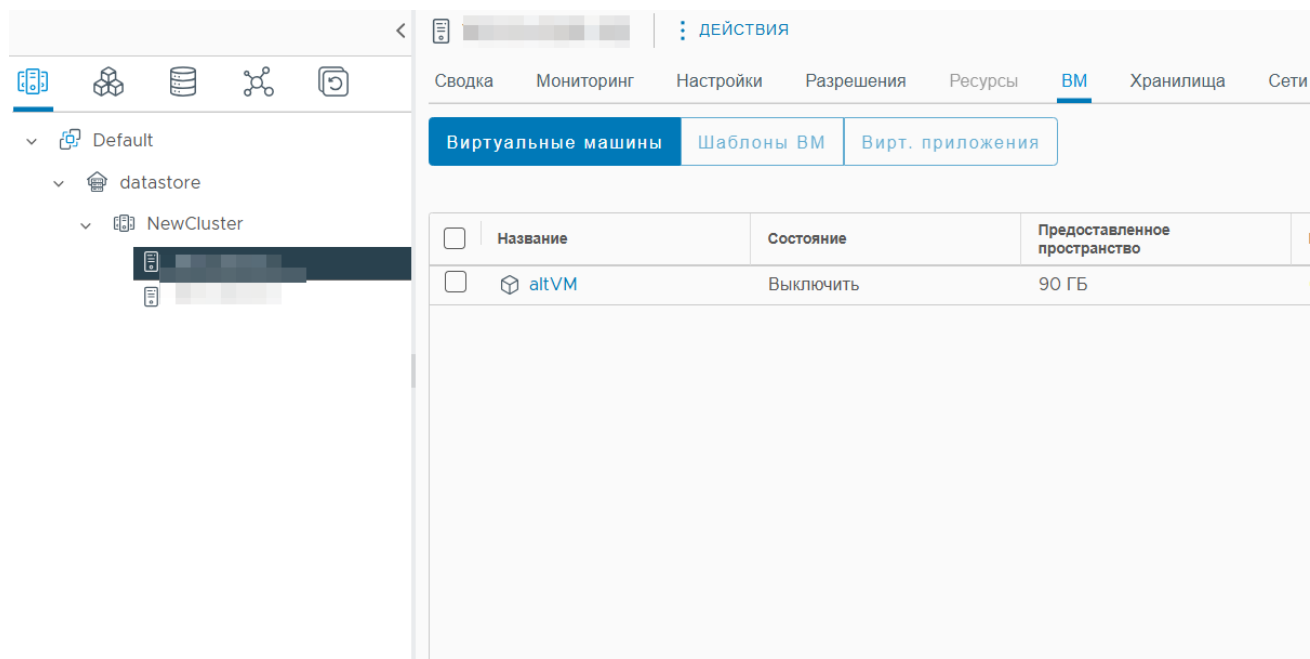 ДЕЙСТВИЯ
Сводка Мониторинг Настройки Разрешения Ресурсы ВМ Хранилища Сети
Default
datastore
NewCluster
Виртуальные машины Шаблоны ВМ Вирт. приложения
Название Состояние Предоставленное
пространство
altVM Выключить 90 ГБ